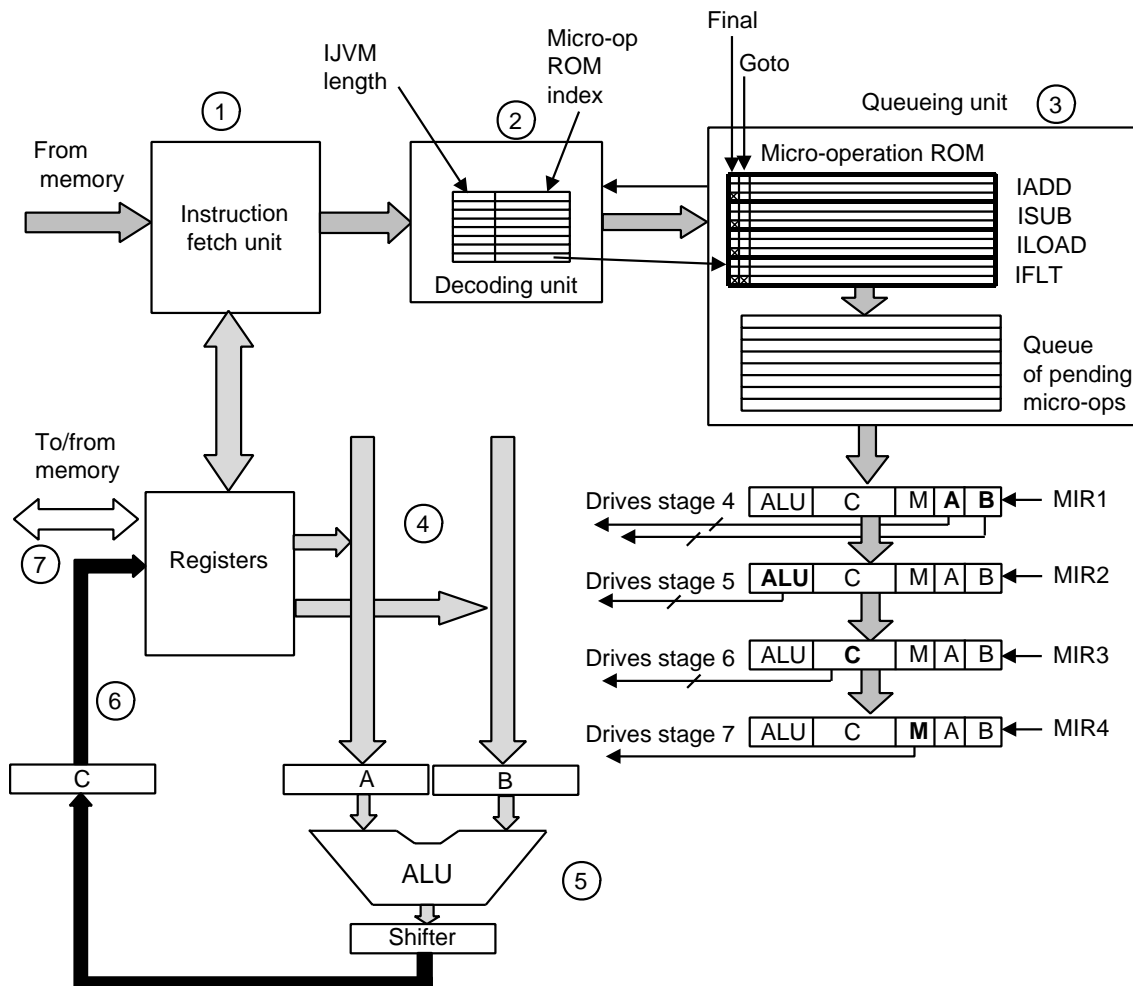 Final
Goto
IJVM
length
Micro-op
ROM
index
1
2
Queueing unit
3
From
memory
Instruction
fetch unit
Decoding unit
Micro-operation ROM
IADD
ISUB
ILOAD
IFLT
Queue
of pending
micro-ops
To/from
memory
7
Registers
4
6
C
A
B
ALU
5
Shifter
Drives stage 4
ALU C M A B
MIR1
Drives stage 5
ALU C M A B
MIR2
Drives stage 6
ALU C M A B
MIR3
Drives stage 7
ALU C M A B
MIR4